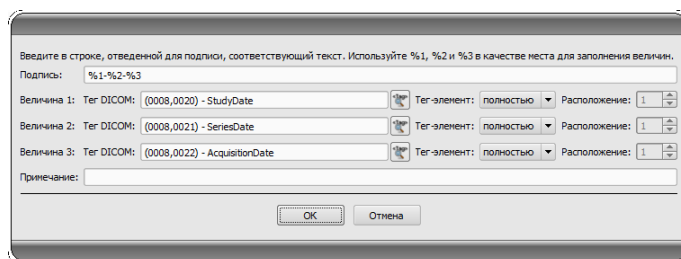 Введите в строке, отведенной для подписи, соответствующий текст. Используйте %1, %2 и %3 в качестве места для заполнения величин.
Подпись: %1-%2-%3
Величина 1: Тег DICOM: (0008,0020) - StudyDate Тег-элемент: полностью Расположение: 1
Величина 2: Тег DICOM: (0008,0021) - SeriesDate Тег-элемент: полностью Расположение: 1
Величина 3: Тег DICOM: (0008,0022) - AcquisitionDate Тег-элемент: полностью Расположение: 1
Примечание:
OK Отмена